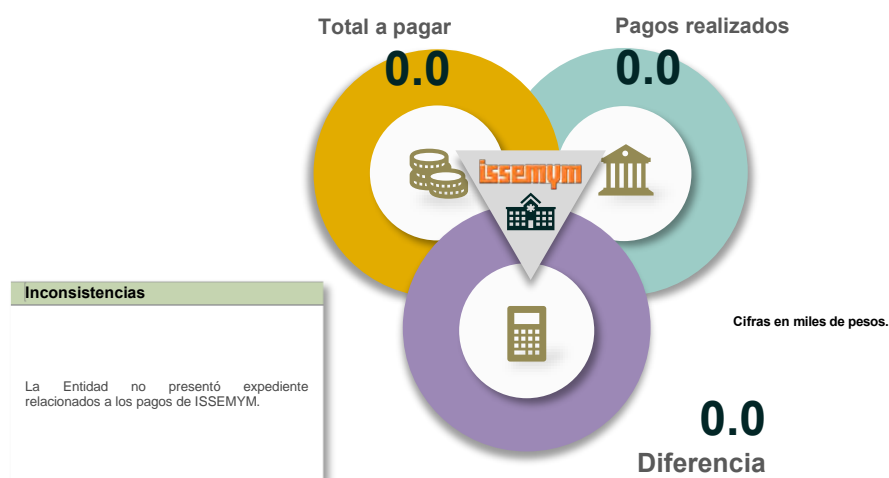 Total a pagar
0.0
Pagos realizados
0.0
issemym
Inconsistencias
La Entidad no presentó expediente
relacionados a los pagos de ISSEMYM.
Cifras en miles de pesos.
0.0
Diferencia